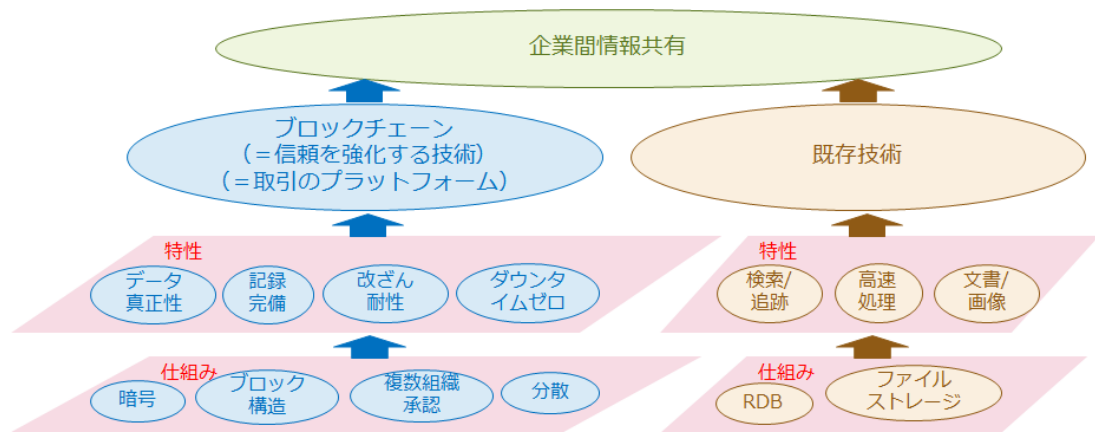 企業間情報共有
ブロックチェーン
(＝信頼を強化する技術)
(＝取引のプラットフォーム)
既存技術
特性
データ
真正性
記録
完備
改ざん
耐性
ダウンタ
イムゼロ
特性
検索/
追跡
高速
処理
文書/
画像
仕組み
暗号
ブロック
構造
複数組織
承認
分散
仕組み
RDB
ファイル
ストレージ